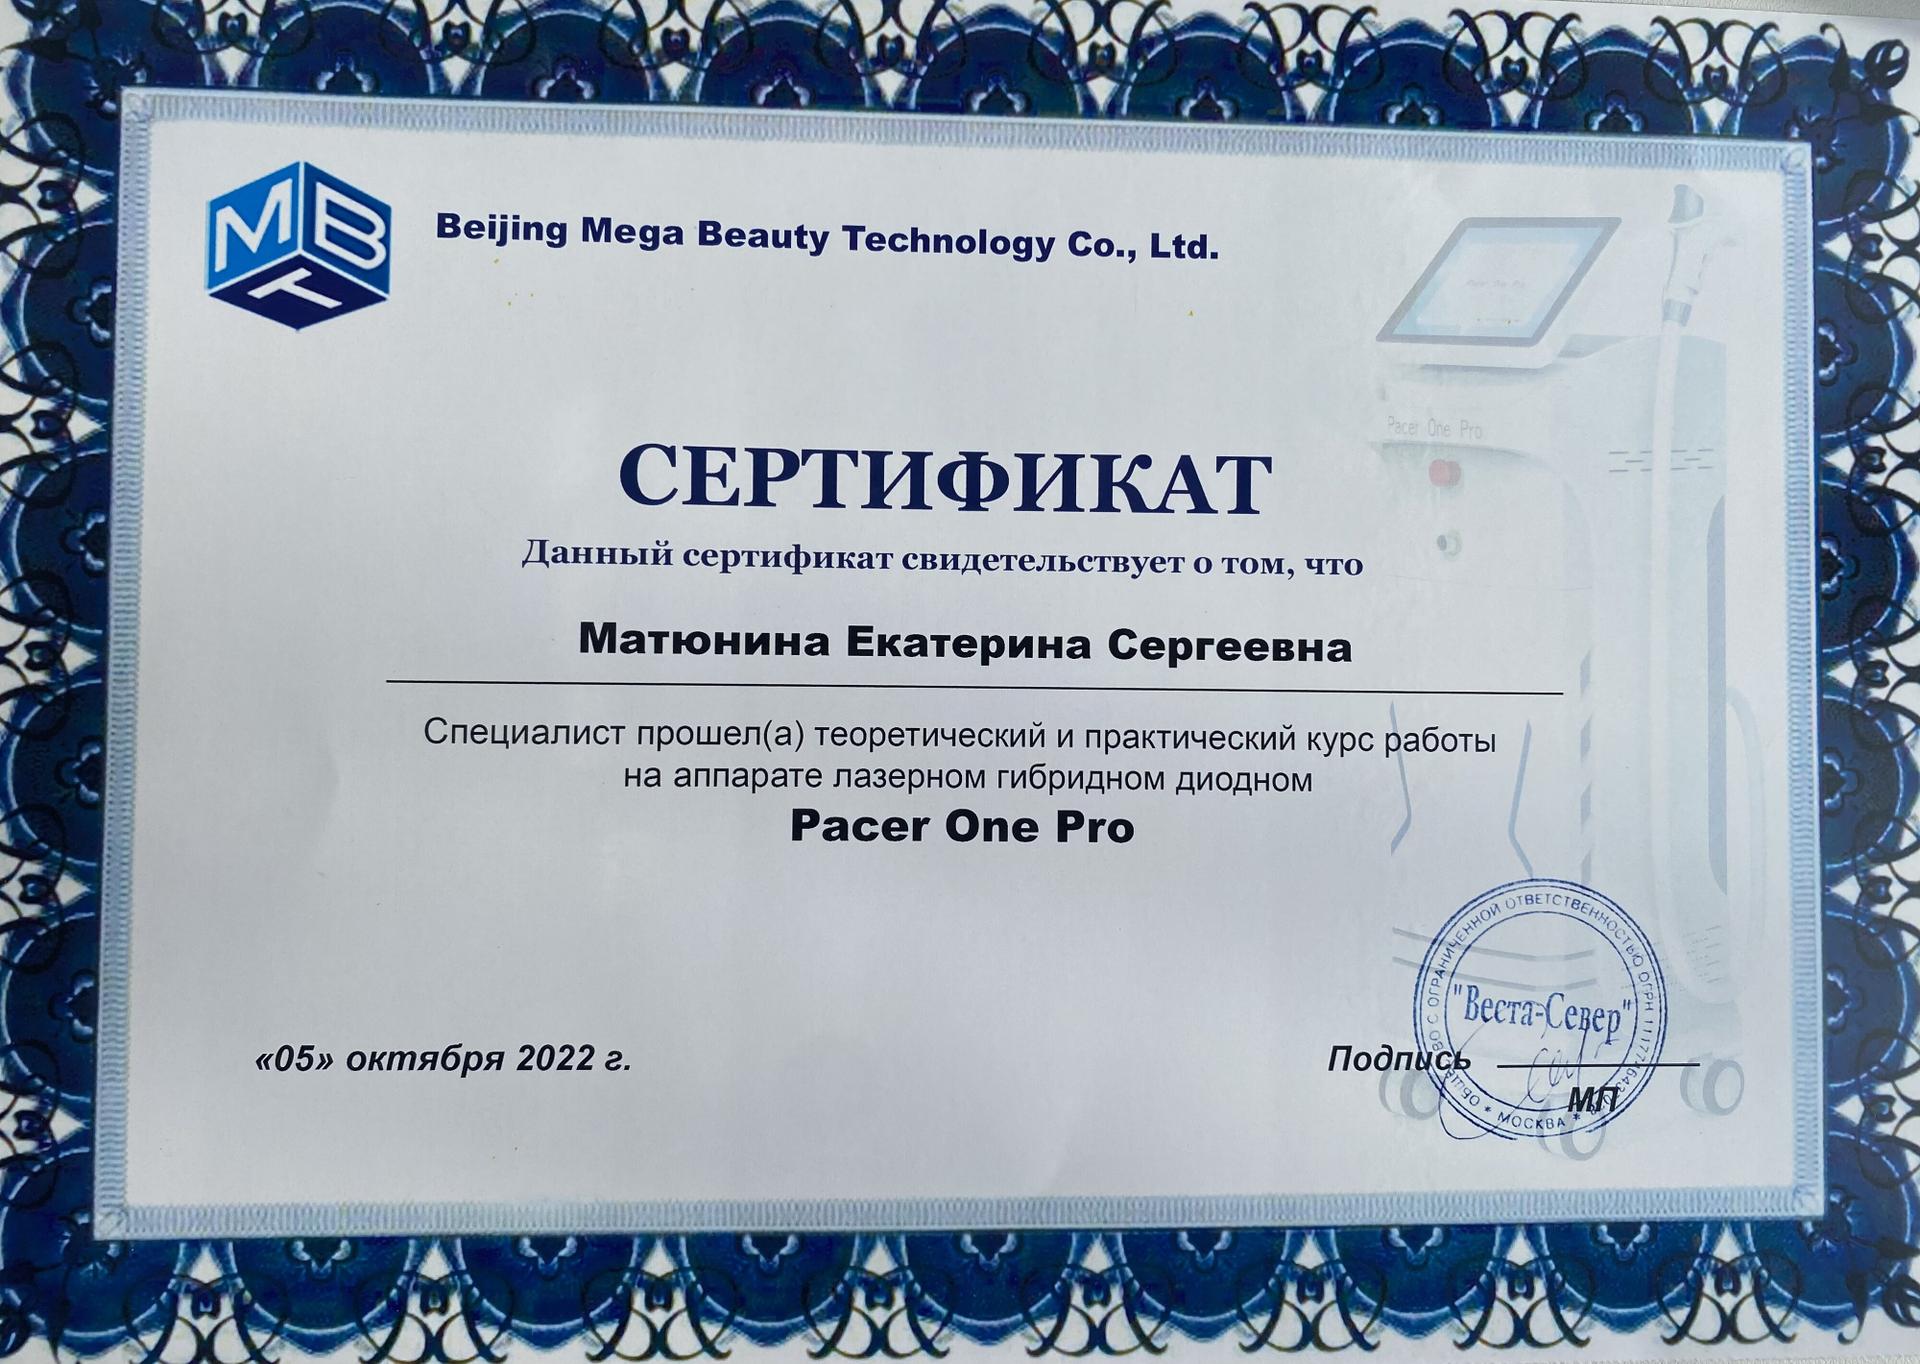 MBT
Beijing Mega Beauty Technology Co., Ltd.
Pacer One Pro
СЕРТИФИКАТ
Данный сертификат свидетельствует о том, что
Матюнина Екатерина Сергеевна
Специалист прошел(а) теоретический и практический курс работы
на аппарате лазерном гибридном диодном
Pacer One Pro
С ОГРАНИЧЕННОЙ ОТВЕТСТВЕННОСТЬЮ ОГРН
"Веста-Север"
* МОСКВА *
«05» октября 2022 г.
Подпись
МП